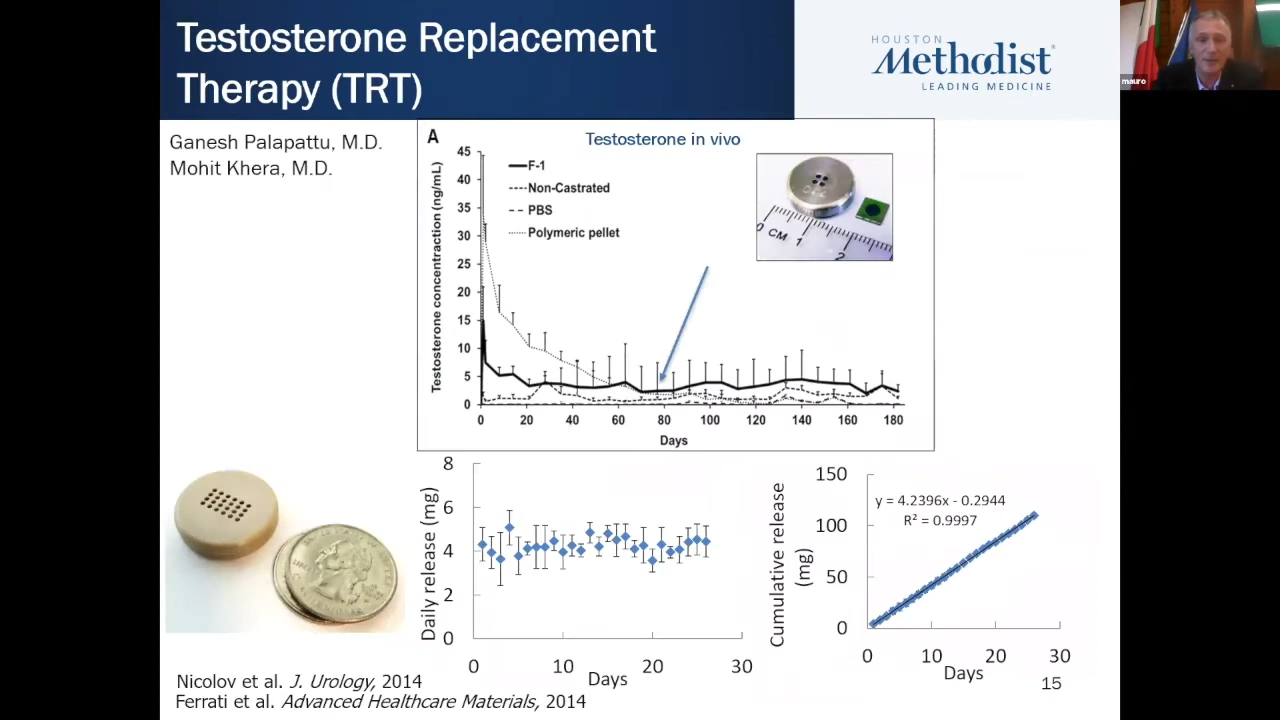 Testosterone Replacement
Therapy (TRT)
HOUSTON
Methodist
LEADING MEDICINE
mauro
Ganesh Palapattu, M.D.
Mohit Khera, M.D.
A
Testosterone in vivo
Testosterone concentration (ng/mL)
45
40
35
30
25
20
15
10
5
0
F-1
Non-Castrated
PBS
Polymeric pellet
0 CM 1 2
0 20 40 60 80 100 120 140 160 180
Days
Daily release (mg)
8
6
4
2
0
0 10 20 30
Days
Cumulative release
(mg)
150
100
50
0
y = 4.2396x - 0.2944
R² = 0.9997
0 10 20 30
Days
15
Nicolov et al. J. Urology, 2014
Ferrati et al. Advanced Healthcare Materials, 2014